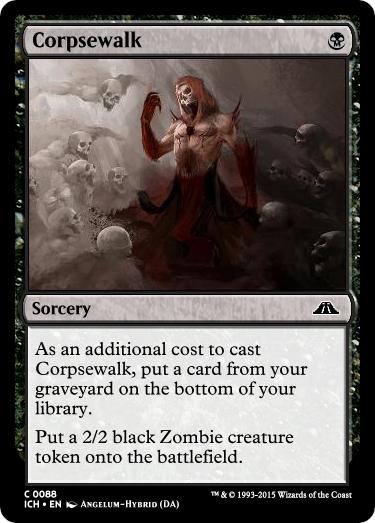 Corpsewalk
Sorcery
As an additional cost to cast
Corpsewalk, put a card from your
graveyard on the bottom of your
library.
Put a 2/2 black Zombie creature
token onto the battlefield.
C 0088
ICH • EN Angelum-Hybrid (DA)
™ & © 1993-2015 Wizards of the Coast